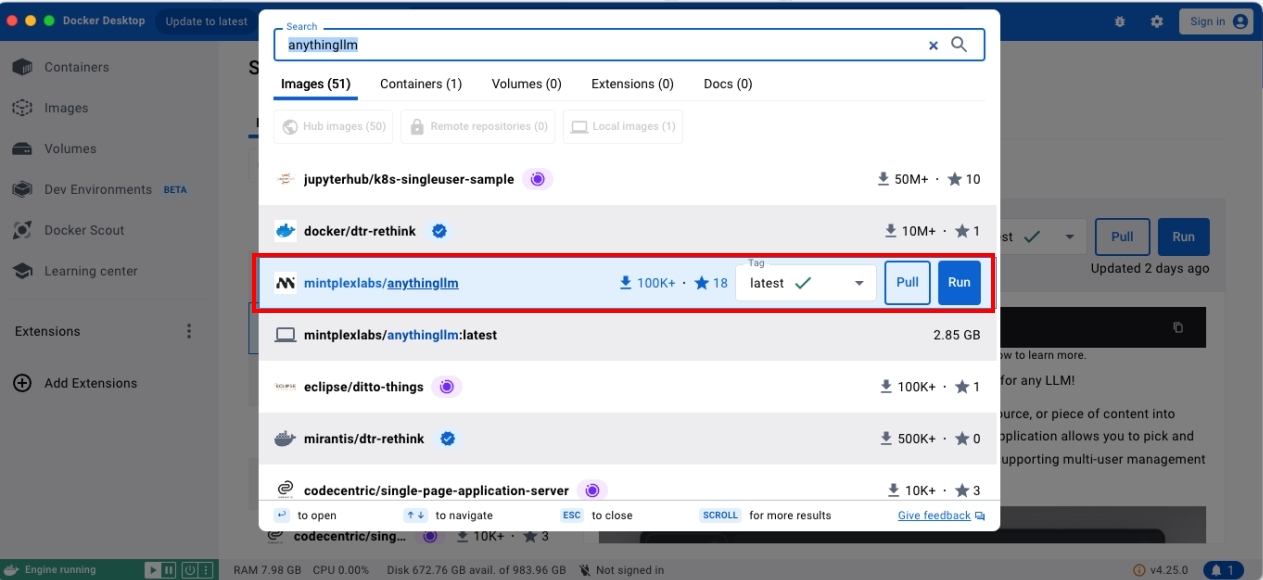 Docker Desktop
Update to latest
Sign in
Containers
Images
Volumes
Dev Environments BETA
Docker Scout
Learning center
Extensions
Add Extensions
S
Search
anythingllm
Images (51) Containers (1) Volumes (0) Extensions (0) Docs (0)
Hub images (50) Remote repositories (0) Local images (1)
jupyterhub/k8s-singleuser-sample 50M+ · 10
docker/dtr-rethink 10M+ · 1
mintplexlabs/anythingllm 100K+ · 18 Tag latest Pull Run
mintplexlabs/anythingllm:latest 2.85 GB
eclipse/ditto-things 100K+ · 1
mirantis/dtr-rethink 500K+ · 0
codecentric/single-page-application-server 10K+ · 3
to open to navigate ESC to close SCROLL for more results Give feedback
est Pull Run
Updated 2 days ago
ow to learn more.
for any LLM!
ource, or piece of content into
pplication allows you to pick and
upporting multi-user management
codecentric/sing... 10K+ · 3
Engine running
RAM 7.98 GB CPU 0.00% Disk 672.76 GB avail. of 983.96 GB Not signed in
v4.25.0 1